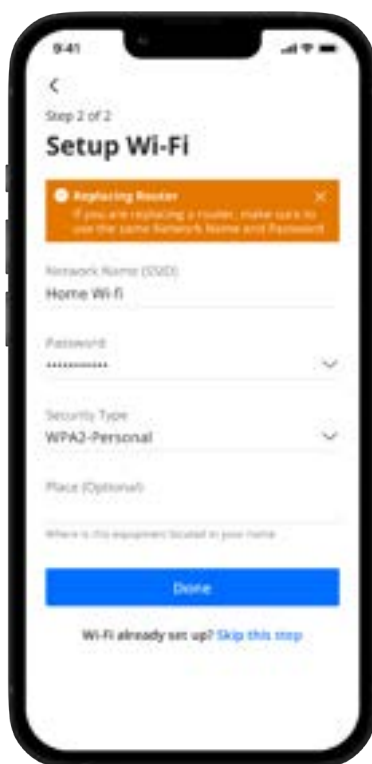 9:41
Step 2 of 2
Setup Wi-Fi
Replacing Router
If you are replacing a router, make sure to
use the same Network Name and Password
Network Name (SSID)
Home Wi-fi
Password
•••••••••••
Security Type
WPA2-Personal
Place (Optional)
Where is this equipment located in your home
Done
Wi-Fi already set up? Skip this step